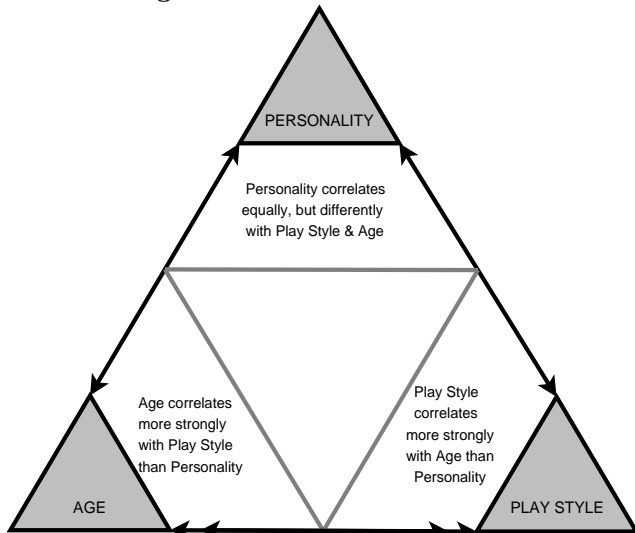 PERSONALITY
Personality correlates
equally, but differently
with Play Style & Age
Age correlates
more strongly
with Play Style
than Personality
Play Style
correlates
more strongly
with Age than
Personality
AGE
PLAY STYLE